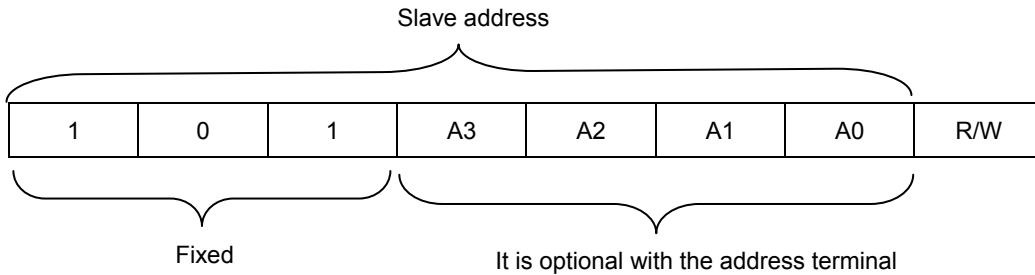 Slave address
1 0 1 A3 A2 A1 A0 R/W
Fixed
It is optional with the address terminal